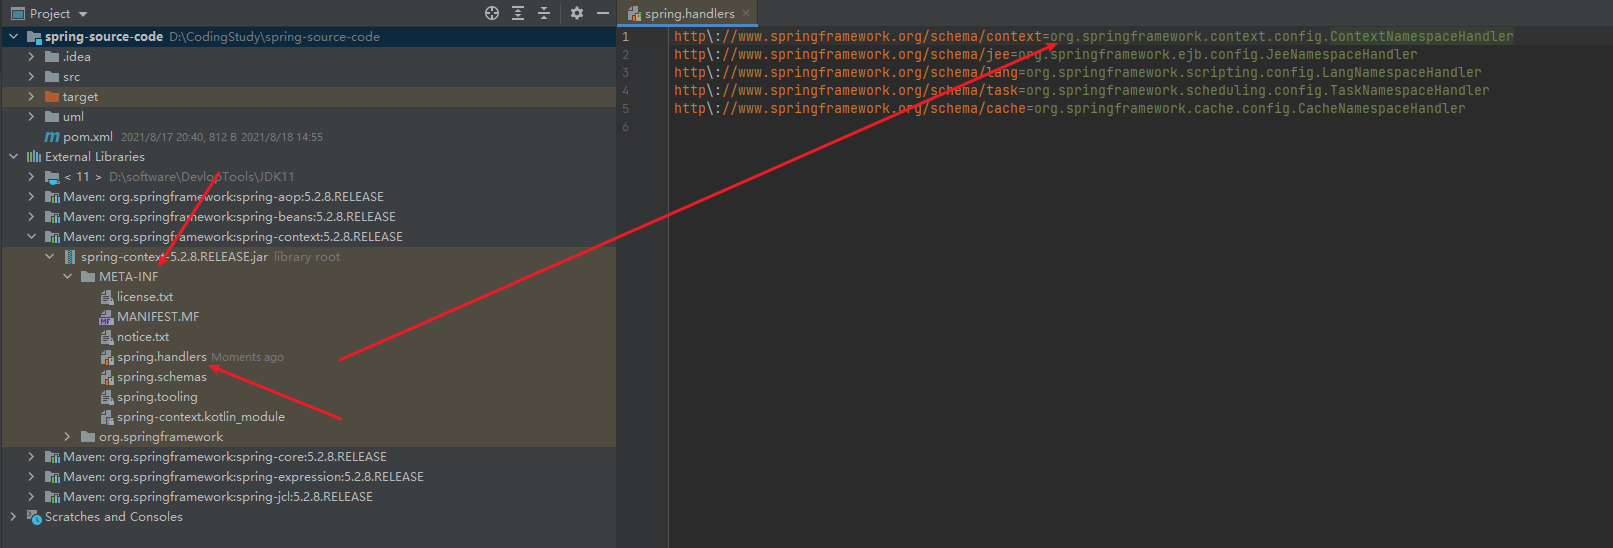 Project
spring-source-code D:\CodingStudy\spring-source-code
.idea
src
target
uml
pom.xml 2021/8/17 20:40, 812 B 2021/8/18 14:55
External Libraries
< 11 > D:\software\DevlopTools\JDK11
Maven: org.springframework:spring-aop:5.2.8.RELEASE
Maven: org.springframework:spring-beans:5.2.8.RELEASE
Maven: org.springframework:spring-context:5.2.8.RELEASE
spring-context-5.2.8.RELEASE.jar library root
META-INF
license.txt
MANIFEST.MF
notice.txt
spring.handlers Moments ago
spring.schemas
spring.tooling
spring-context.kotlin_module
org.springframework
Maven: org.springframework:spring-core:5.2.8.RELEASE
Maven: org.springframework:spring-expression:5.2.8.RELEASE
Maven: org.springframework:spring-jcl:5.2.8.RELEASE
Scratches and Consoles
spring.handlers
1 http\://www.springframework.org/schema/context=org.springframework.context.config.ContextNamespaceHandler
2 http\://www.springframework.org/schema/jee=org.springframework.ejb.config.JeeNamespaceHandler
3 http\://www.springframework.org/schema/lang=org.springframework.scripting.config.LangNamespaceHandler
4 http\://www.springframework.org/schema/task=org.springframework.scheduling.config.TaskNamespaceHandler
5 http\://www.springframework.org/schema/cache=org.springframework.cache.config.CacheNamespaceHandler
6